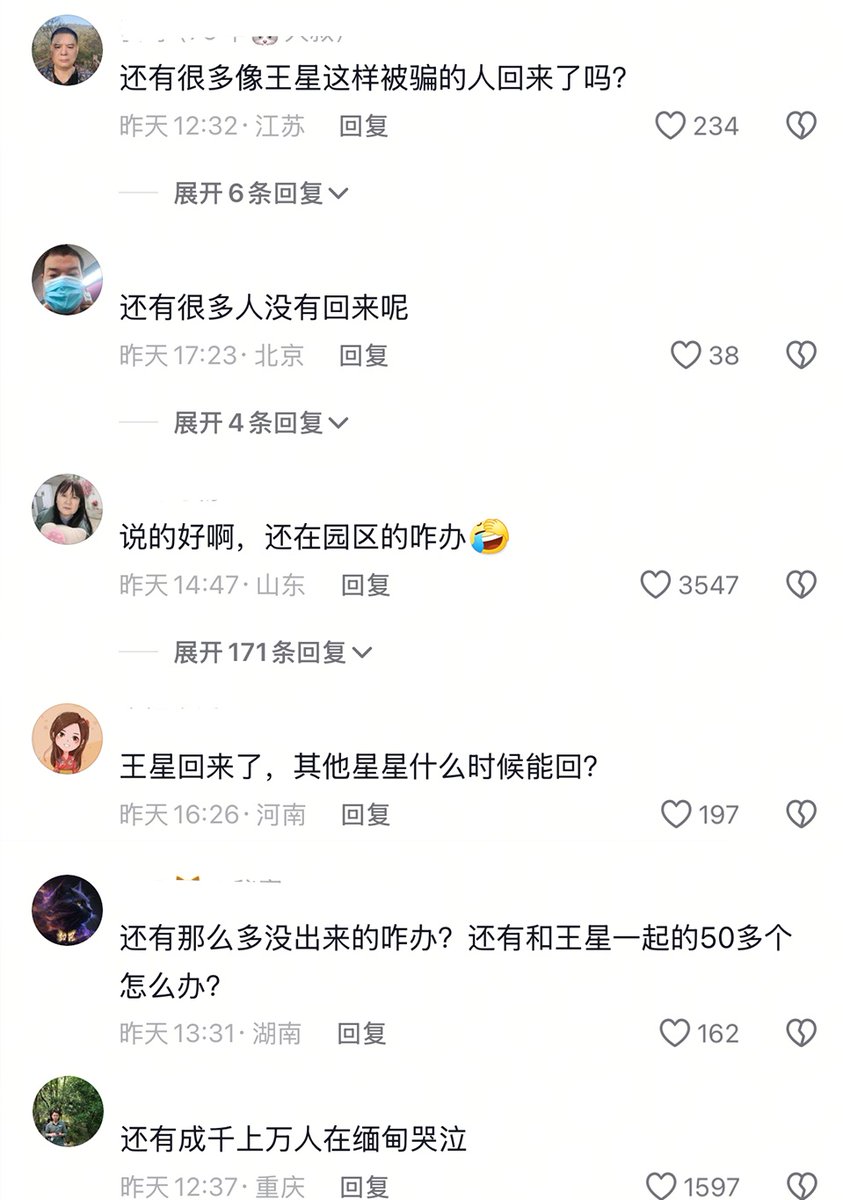 还有很多像王星这样被骗的人回来了吗？
昨天 12:32 · 江苏 回复 234
展开 6 条回复
还有很多人没有回来呢
昨天 17:23 · 北京 回复 38
展开 4 条回复
说的好啊，还在园区的咋办🤣
昨天 14:47 · 山东 回复 3547
展开 171 条回复
王星回来了，其他星星什么时候能回？
昨天 16:26 · 河南 回复 197
还有那么多没出来的咋办？还有和王星一起的50多个
怎么办？
昨天 13:31 · 湖南 回复 162
还有成千上万人在缅甸哭泣
昨天 12:37 · 重庆 回复 1597